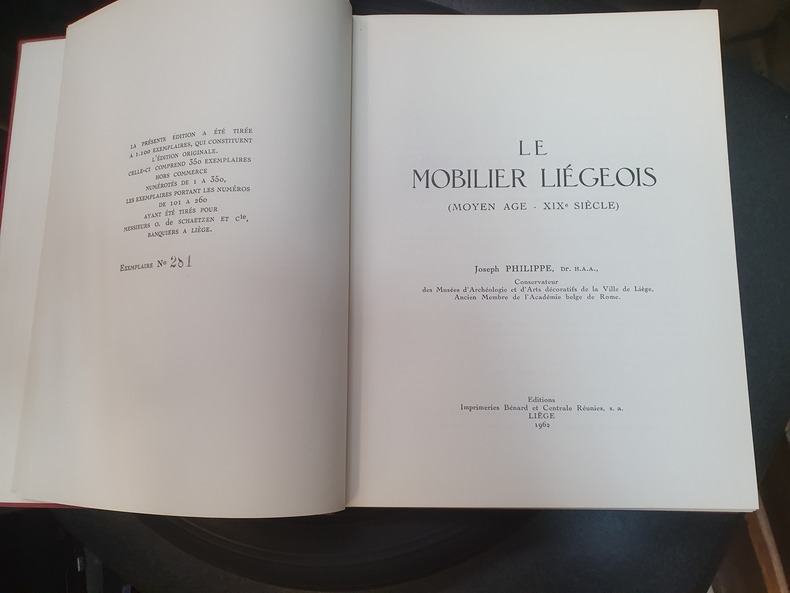 LA PRÉSENTE ÉDITION A ÉTÉ TIRÉE
A 1.100 EXEMPLAIRES, QUI CONSTITUENT
L'ÉDITION ORIGINALE.
CELLE-CI COMPREND 350 EXEMPLAIRES
HORS COMMERCE
NUMÉROTÉS DE 1 A 350,
LES EXEMPLAIRES PORTANT LES NUMÉROS
DE 101 A 260
AYANT ÉTÉ TIRÉS POUR
MESSIEURS O. de SCHAETZEN ET Cie,
BANQUIERS A LIÈGE.
EXEMPLAIRE No 281
LE
MOBILIER LIÉGEOIS
(MOYEN AGE - XIXe SIÈCLE)
Joseph PHILIPPE, Dr. H.A.A.,
Conservateur
des Musées d'Archéologie et d'Arts décoratifs de la Ville de Liége,
Ancien Membre de l'Académie belge de Rome.
Editions
Imprimeries Bénard et Centrale Réunies, s. a.
LIÈGE
1962